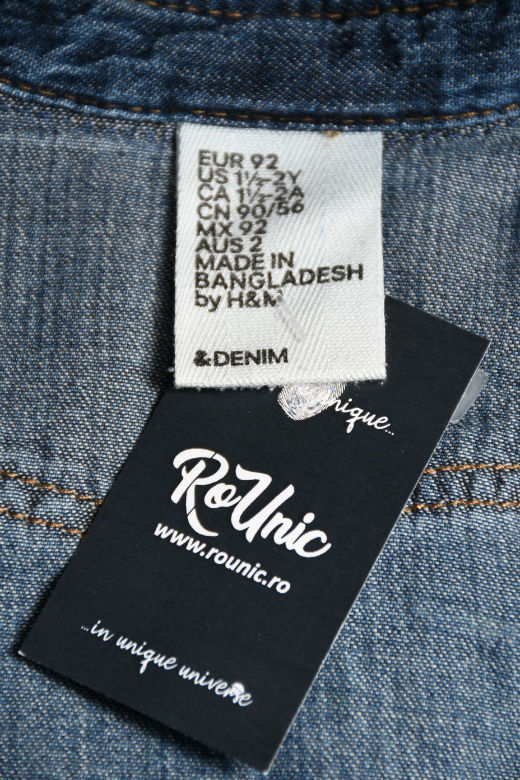 EUR 92
US 1½-2Y
CA 1½-2A
CN 90/56
MX 92
AUS 2
MADE IN
BANGLADESH
by H&M
&DENIM
RoUnic
www.rounic.ro
...in unique universe